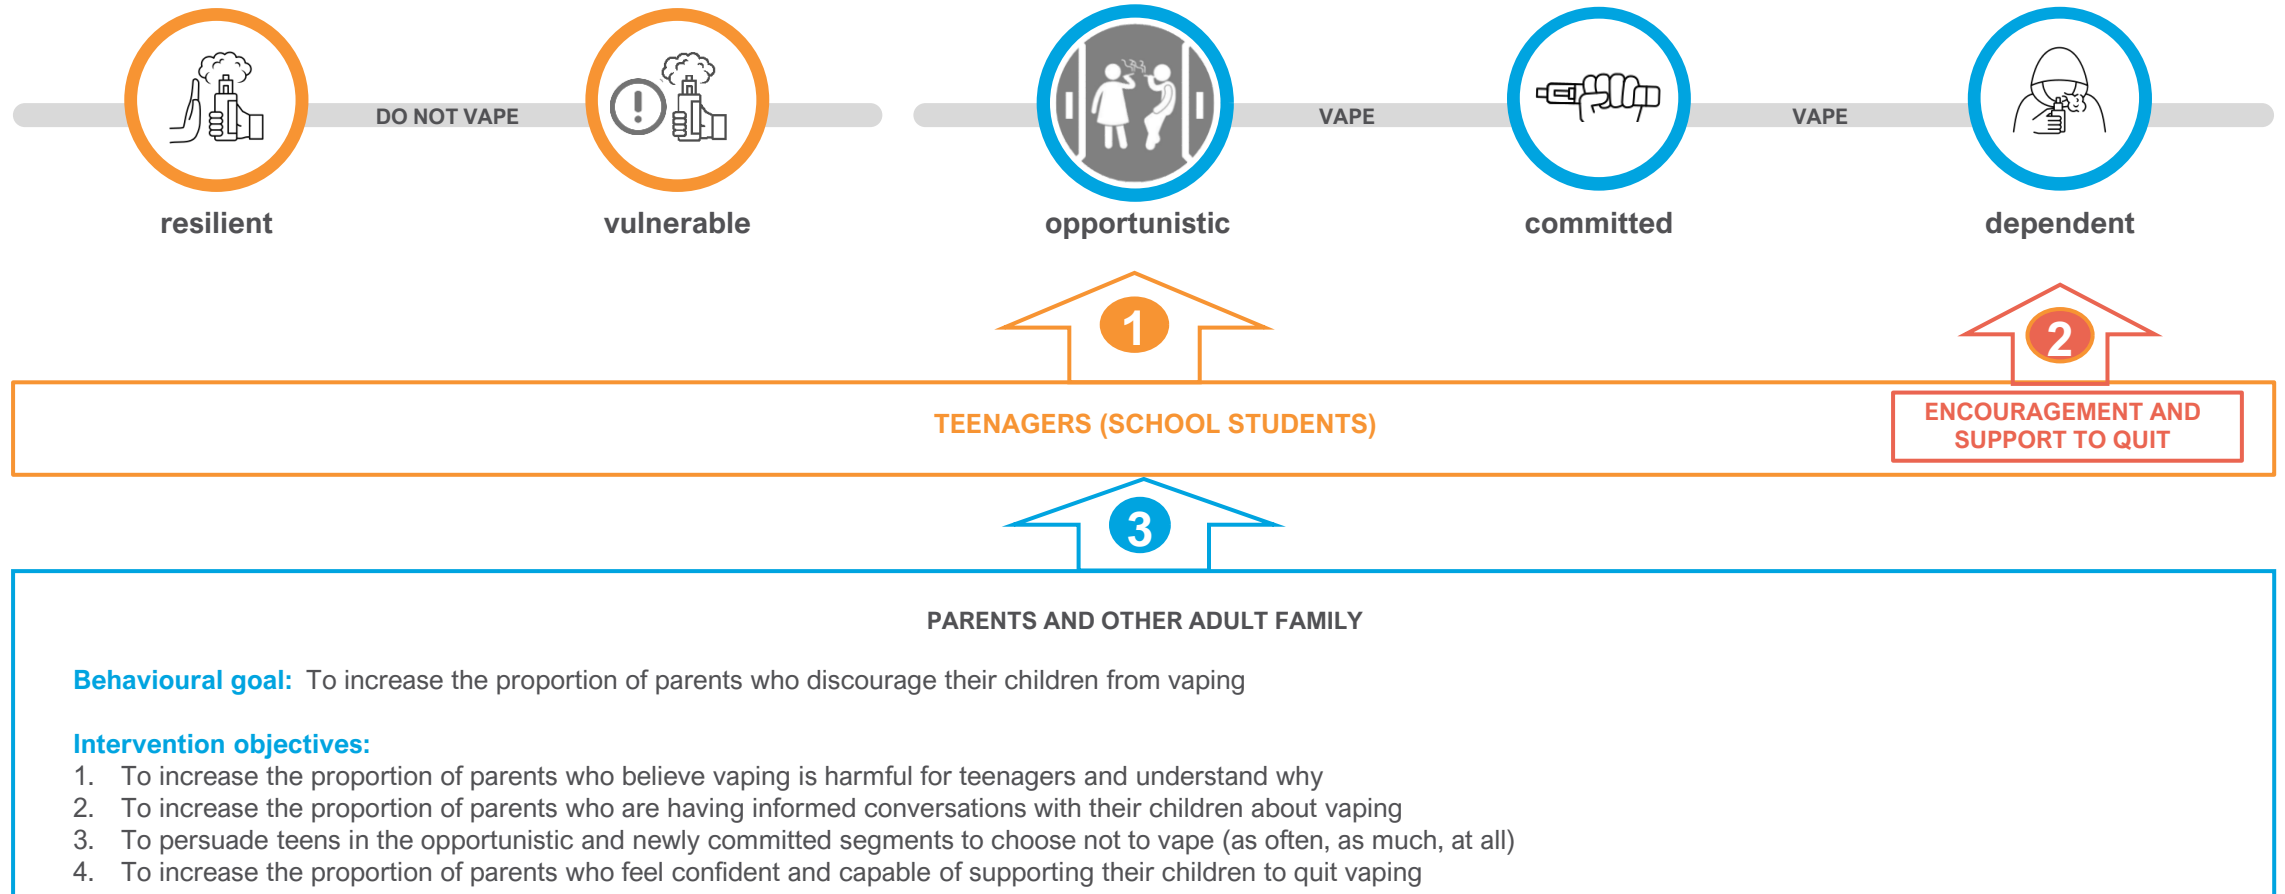 DO NOT VAPE
VAPE
VAPE
resilient
vulnerable
opportunistic
committed
dependent
1
2
TEENAGERS (SCHOOL STUDENTS)
ENCOURAGEMENT AND
SUPPORT TO QUIT
3
PARENTS AND OTHER ADULT FAMILY
Behavioural goal: To increase the proportion of parents who discourage their children from vaping
Intervention objectives:
1. To increase the proportion of parents who believe vaping is harmful for teenagers and understand why
2. To increase the proportion of parents who are having informed conversations with their children about vaping
3. To persuade teens in the opportunistic and newly committed segments to choose not to vape (as often, as much, at all)
4. To increase the proportion of parents who feel confident and capable of supporting their children to quit vaping